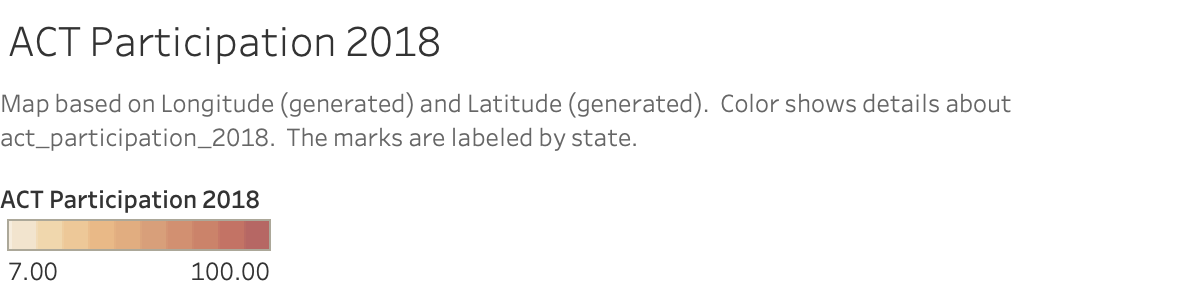 ACT Participation 2018
Map based on Longitude (generated) and Latitude (generated).  Color shows details about
act_participation_2018.  The marks are labeled by state.
ACT Participation 2018
7.00 100.00